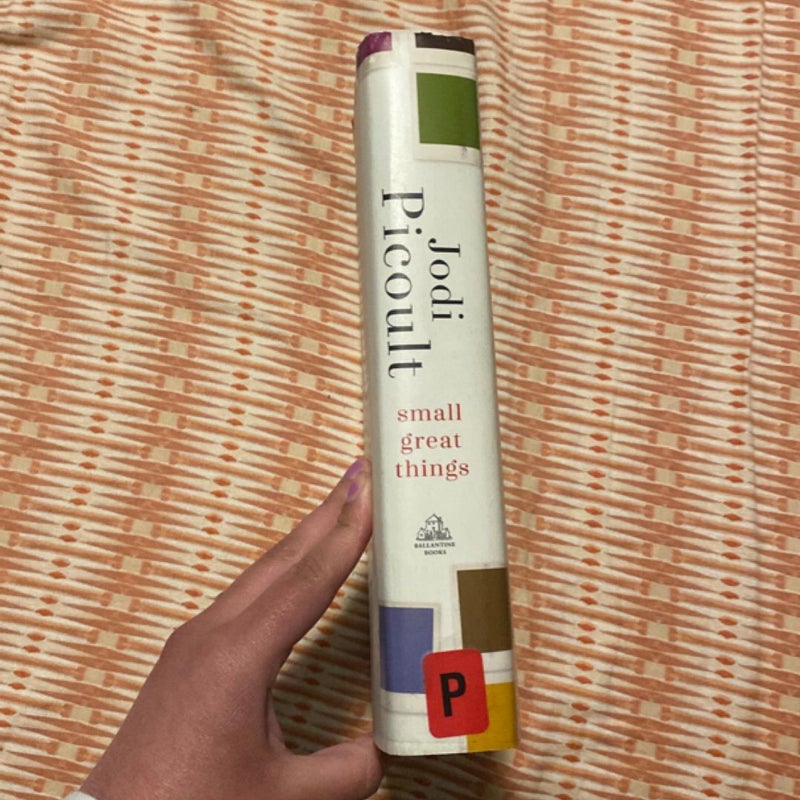 Jodi
Picoult
small
great
things
BALLANTINE
BOOKS
P